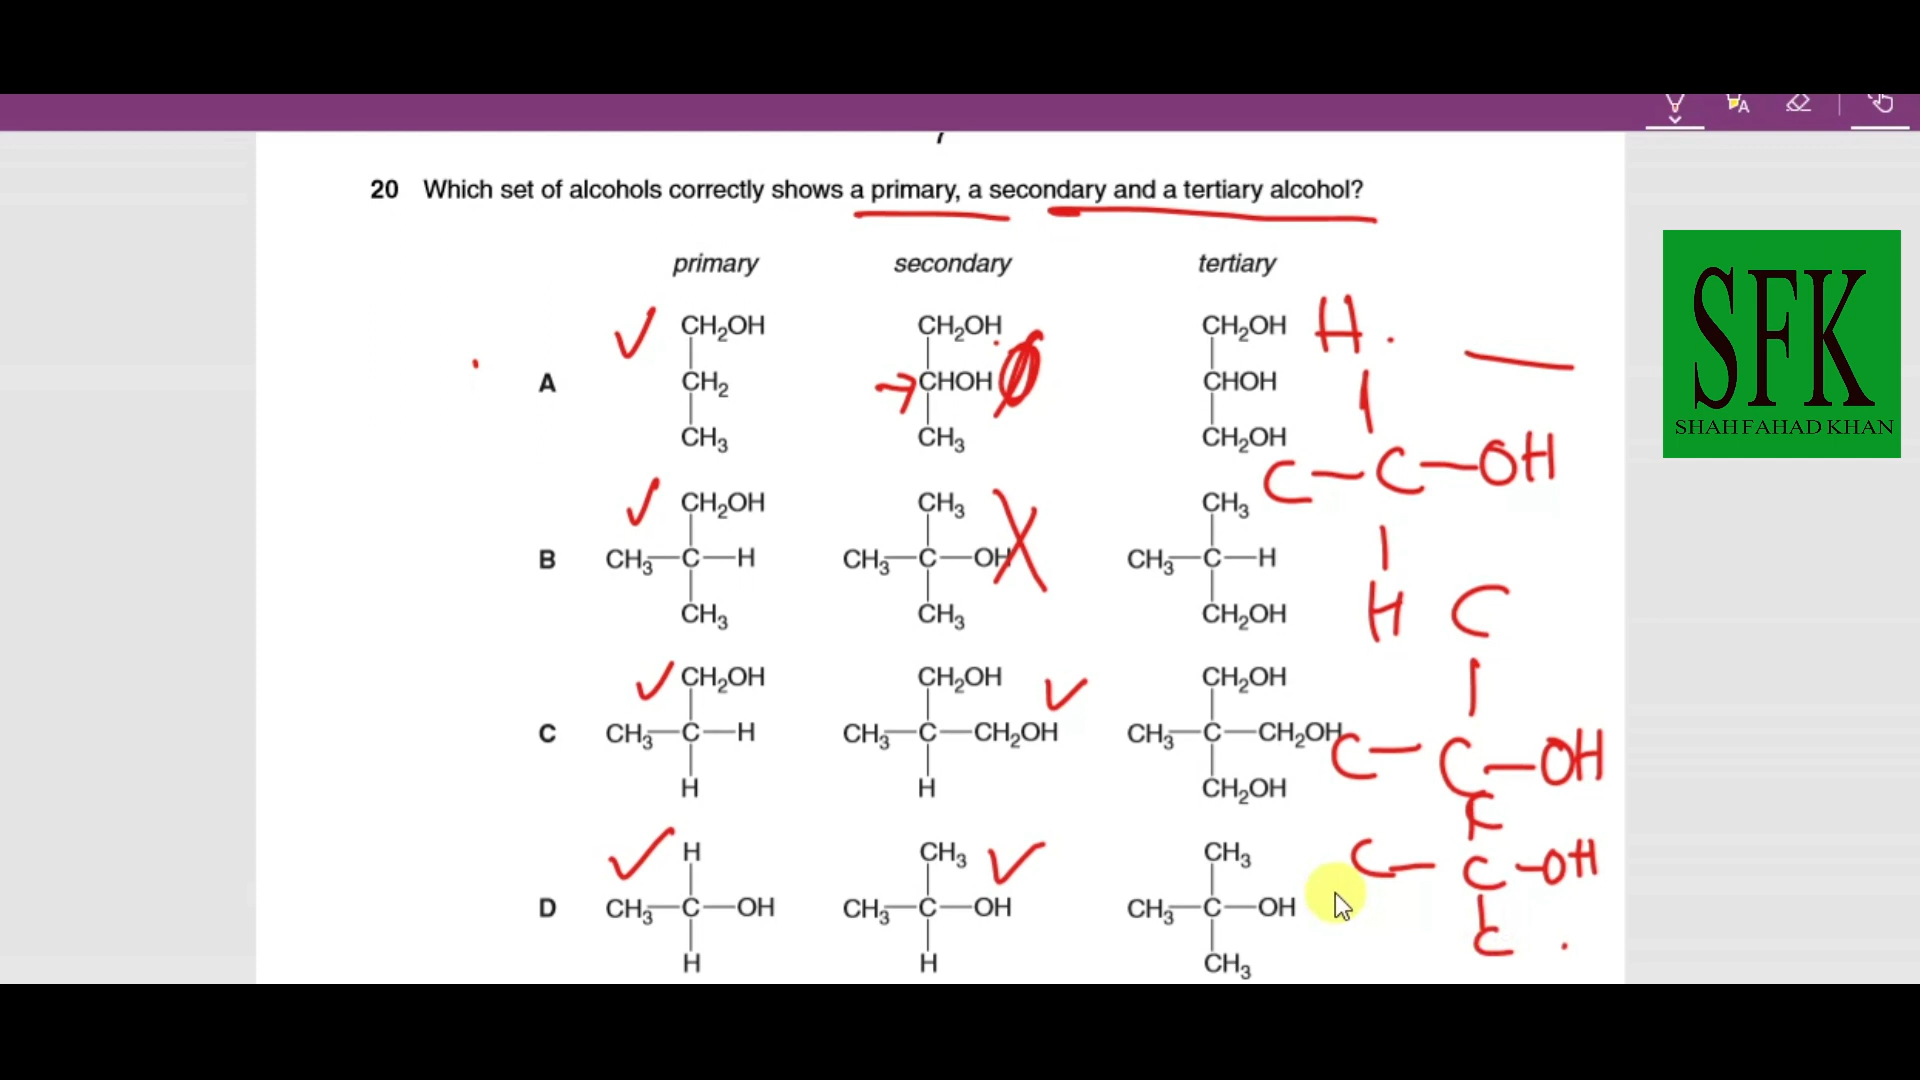 20 Which set of alcohols correctly shows a primary, a secondary and a tertiary alcohol?
primary secondary tertiary
CH2OH CH2OH CH2OH H
A CH2 CHOH CHOH
CH3 CH3 CH2OH C C OH
CH2OH CH3 CH3
B CH3 C H CH3 C OH CH3 C H
CH3 CH3 CH2OH H C
CH2OH CH2OH CH2OH
C CH3 C H CH3 C CH2OH CH3 C CH2OH C C OH
H H CH2OH
H CH3 CH3 C C OH
D CH3 C OH CH3 C OH CH3 C OH
C
H H CH3
SFK
SHAH FAHAD KHAN